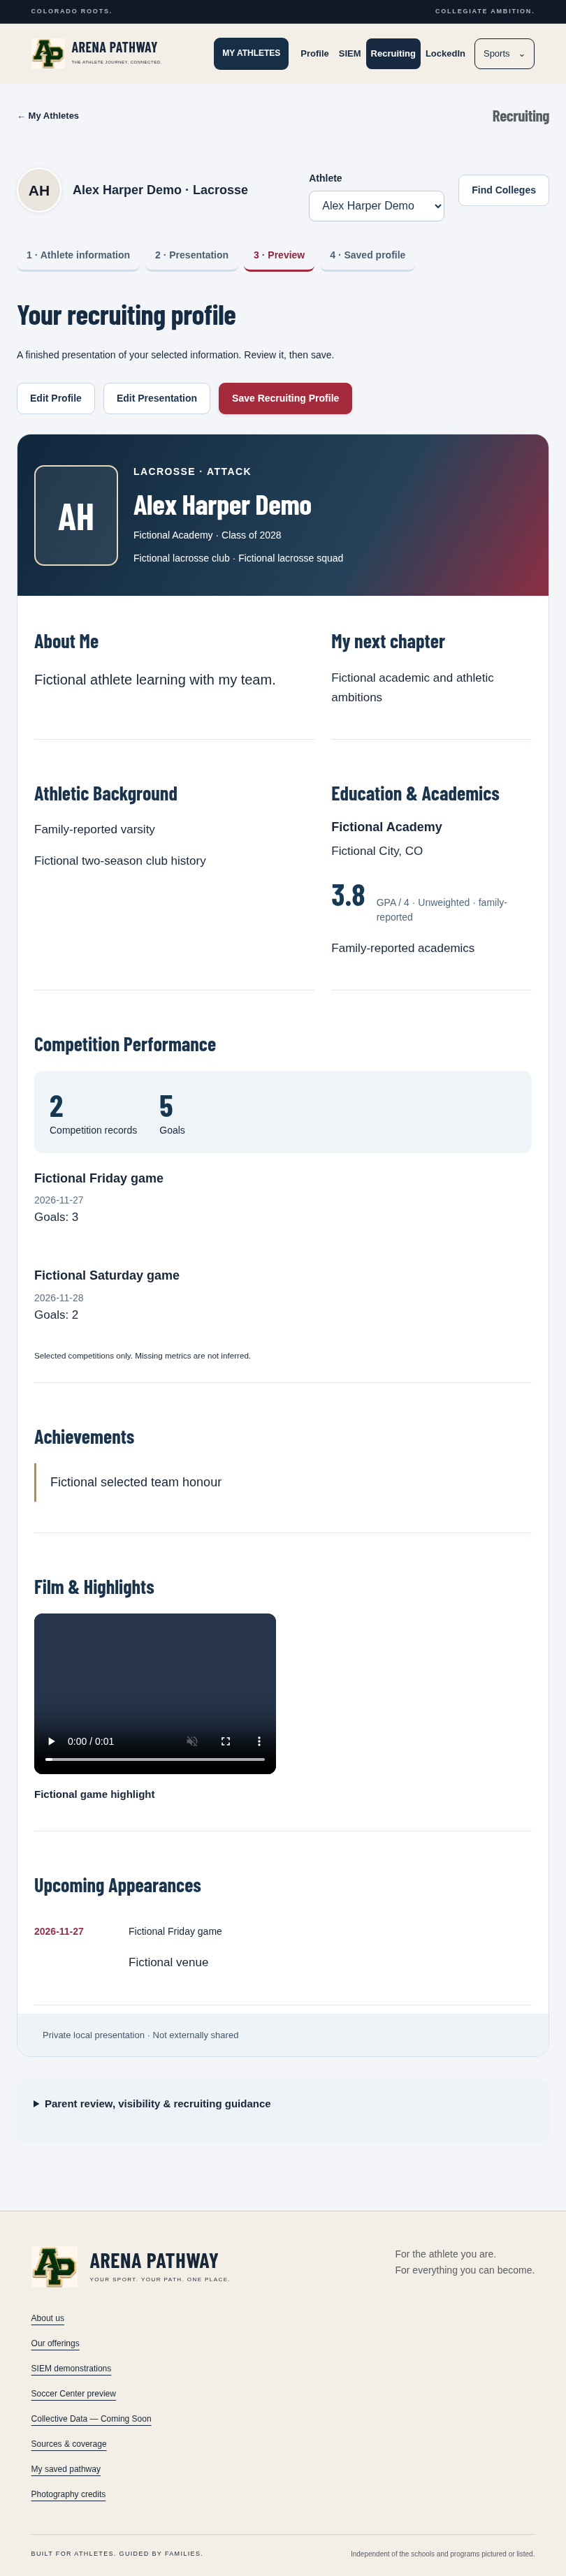 COLORADO ROOTS. COLLEGIATE AMBITION.
AP ARENA PATHWAY
THE ATHLETE JOURNEY, CONNECTED.
MY ATHLETES Profile SIEM Recruiting LockedIn Sports
← My Athletes Recruiting
AH Alex Harper Demo · Lacrosse
Athlete
Alex Harper Demo
Find Colleges
1 · Athlete information 2 · Presentation 3 · Preview 4 · Saved profile
Your recruiting profile
A finished presentation of your selected information. Review it, then save.
Edit Profile Edit Presentation Save Recruiting Profile
AH
LACROSSE · ATTACK
Alex Harper Demo
Fictional Academy · Class of 2028
Fictional lacrosse club · Fictional lacrosse squad
About Me
Fictional athlete learning with my team.
My next chapter
Fictional academic and athletic
ambitions
Athletic Background
Family-reported varsity
Fictional two-season club history
Education & Academics
Fictional Academy
Fictional City, CO
3.8 GPA / 4 · Unweighted · family-
reported
Family-reported academics
Competition Performance
2 5
Competition records Goals
Fictional Friday game
2026-11-27
Goals: 3
Fictional Saturday game
2026-11-28
Goals: 2
Selected competitions only. Missing metrics are not inferred.
Achievements
Fictional selected team honour
Film & Highlights
0:00 / 0:01
Fictional game highlight
Upcoming Appearances
2026-11-27 Fictional Friday game
Fictional venue
Private local presentation · Not externally shared
Parent review, visibility & recruiting guidance
AP ARENA PATHWAY
YOUR SPORT. YOUR PATH. ONE PLACE.
For the athlete you are.
For everything you can become.
About us
Our offerings
SIEM demonstrations
Soccer Center preview
Collective Data — Coming Soon
Sources & coverage
My saved pathway
Photography credits
BUILT FOR ATHLETES. GUIDED BY FAMILIES. Independent of the schools and programs pictured or listed.